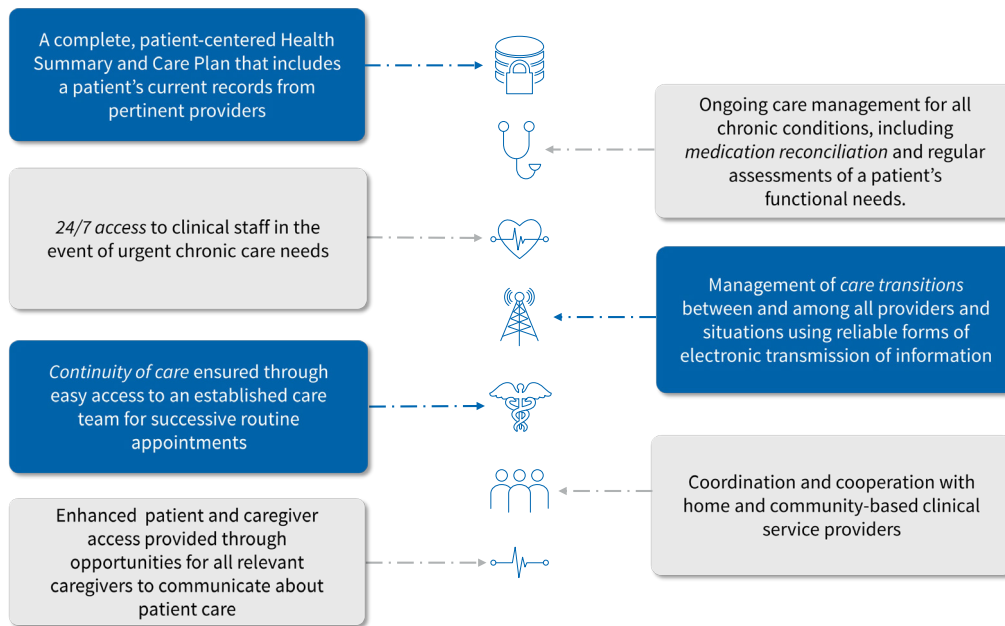 A complete, patient-centered Health
Summary and Care Plan that includes
a patient’s current records from
pertinent providers
Ongoing care management for all
chronic conditions, including
medication reconciliation and regular
assessments of a patient’s
functional needs.
24/7 access to clinical staff in the
event of urgent chronic care needs
Management of care transitions
between and among all providers and
situations using reliable forms of
electronic transmission of information
Continuity of care ensured through
easy access to an established care
team for successive routine
appointments
Coordination and cooperation with
home and community-based clinical
service providers
Enhanced  patient and caregiver
access provided through
opportunities for all relevant
caregivers to communicate about
patient care